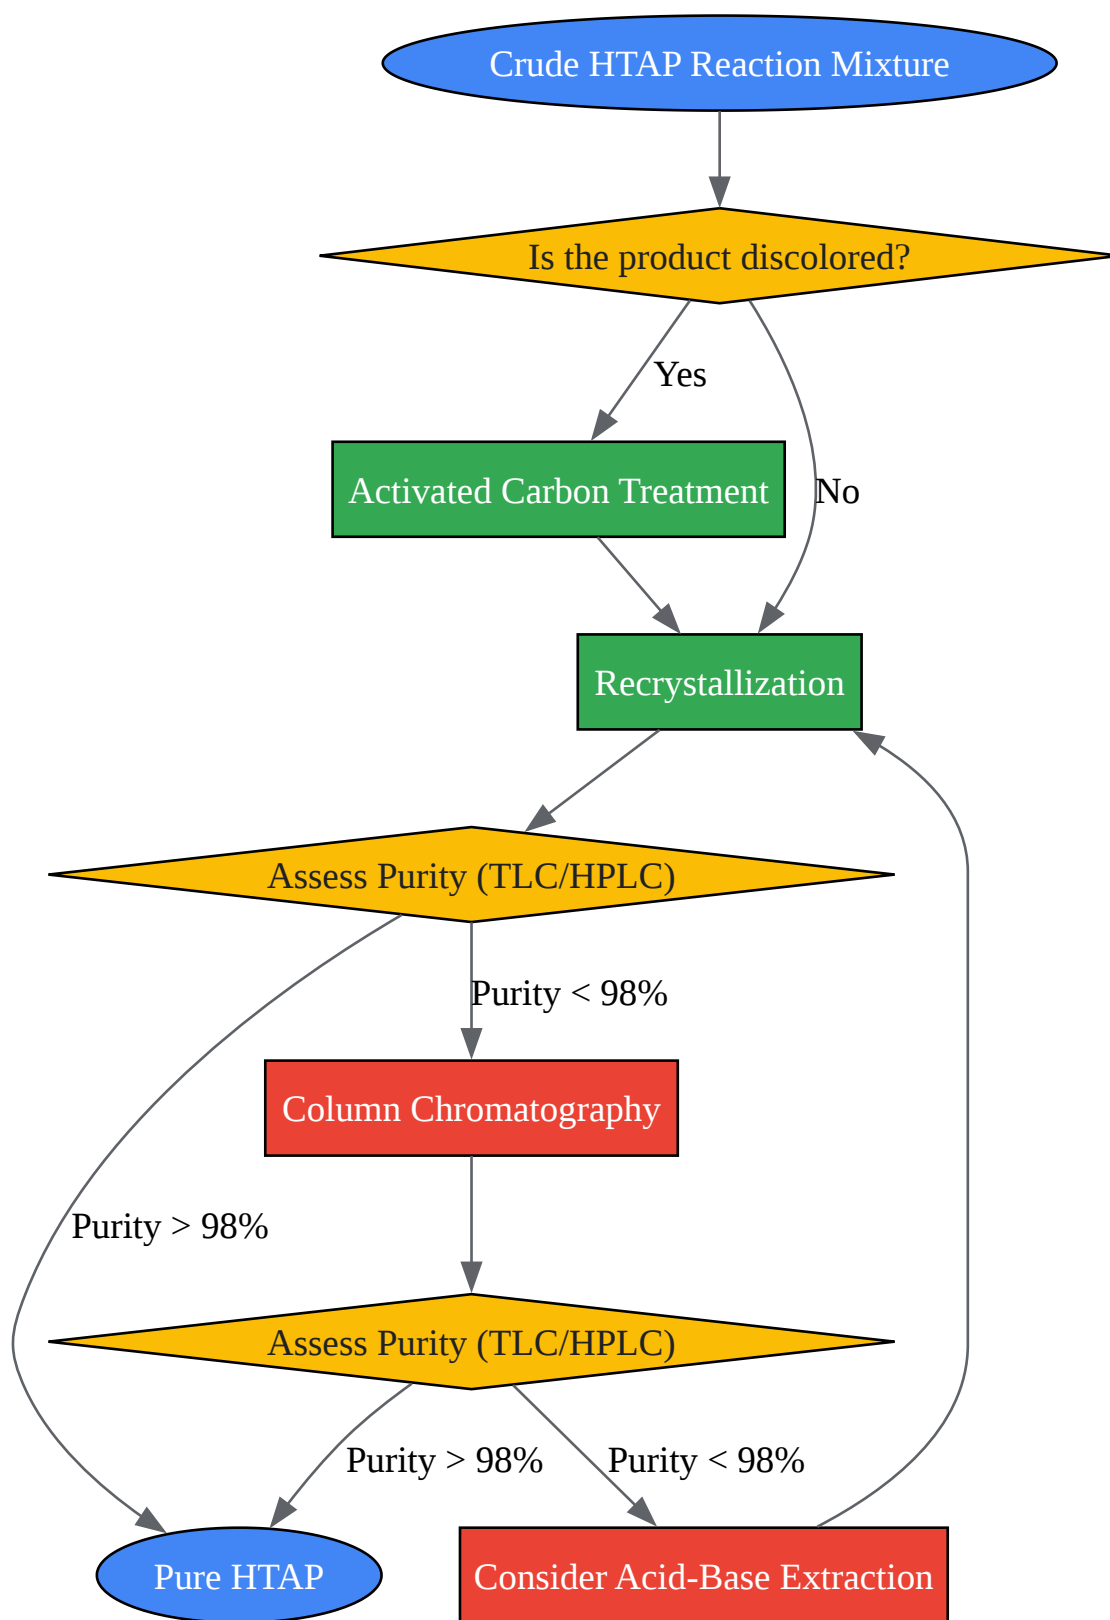 Crude HTAP Reaction Mixture
Is the product discolored?
Yes
Activated Carbon Treatment
No
Recrystallization
Assess Purity (TLC/HPLC)
Purity < 98%
Column Chromatography
Purity > 98%
Assess Purity (TLC/HPLC)
Purity > 98%
Purity < 98%
Pure HTAP
Consider Acid-Base Extraction